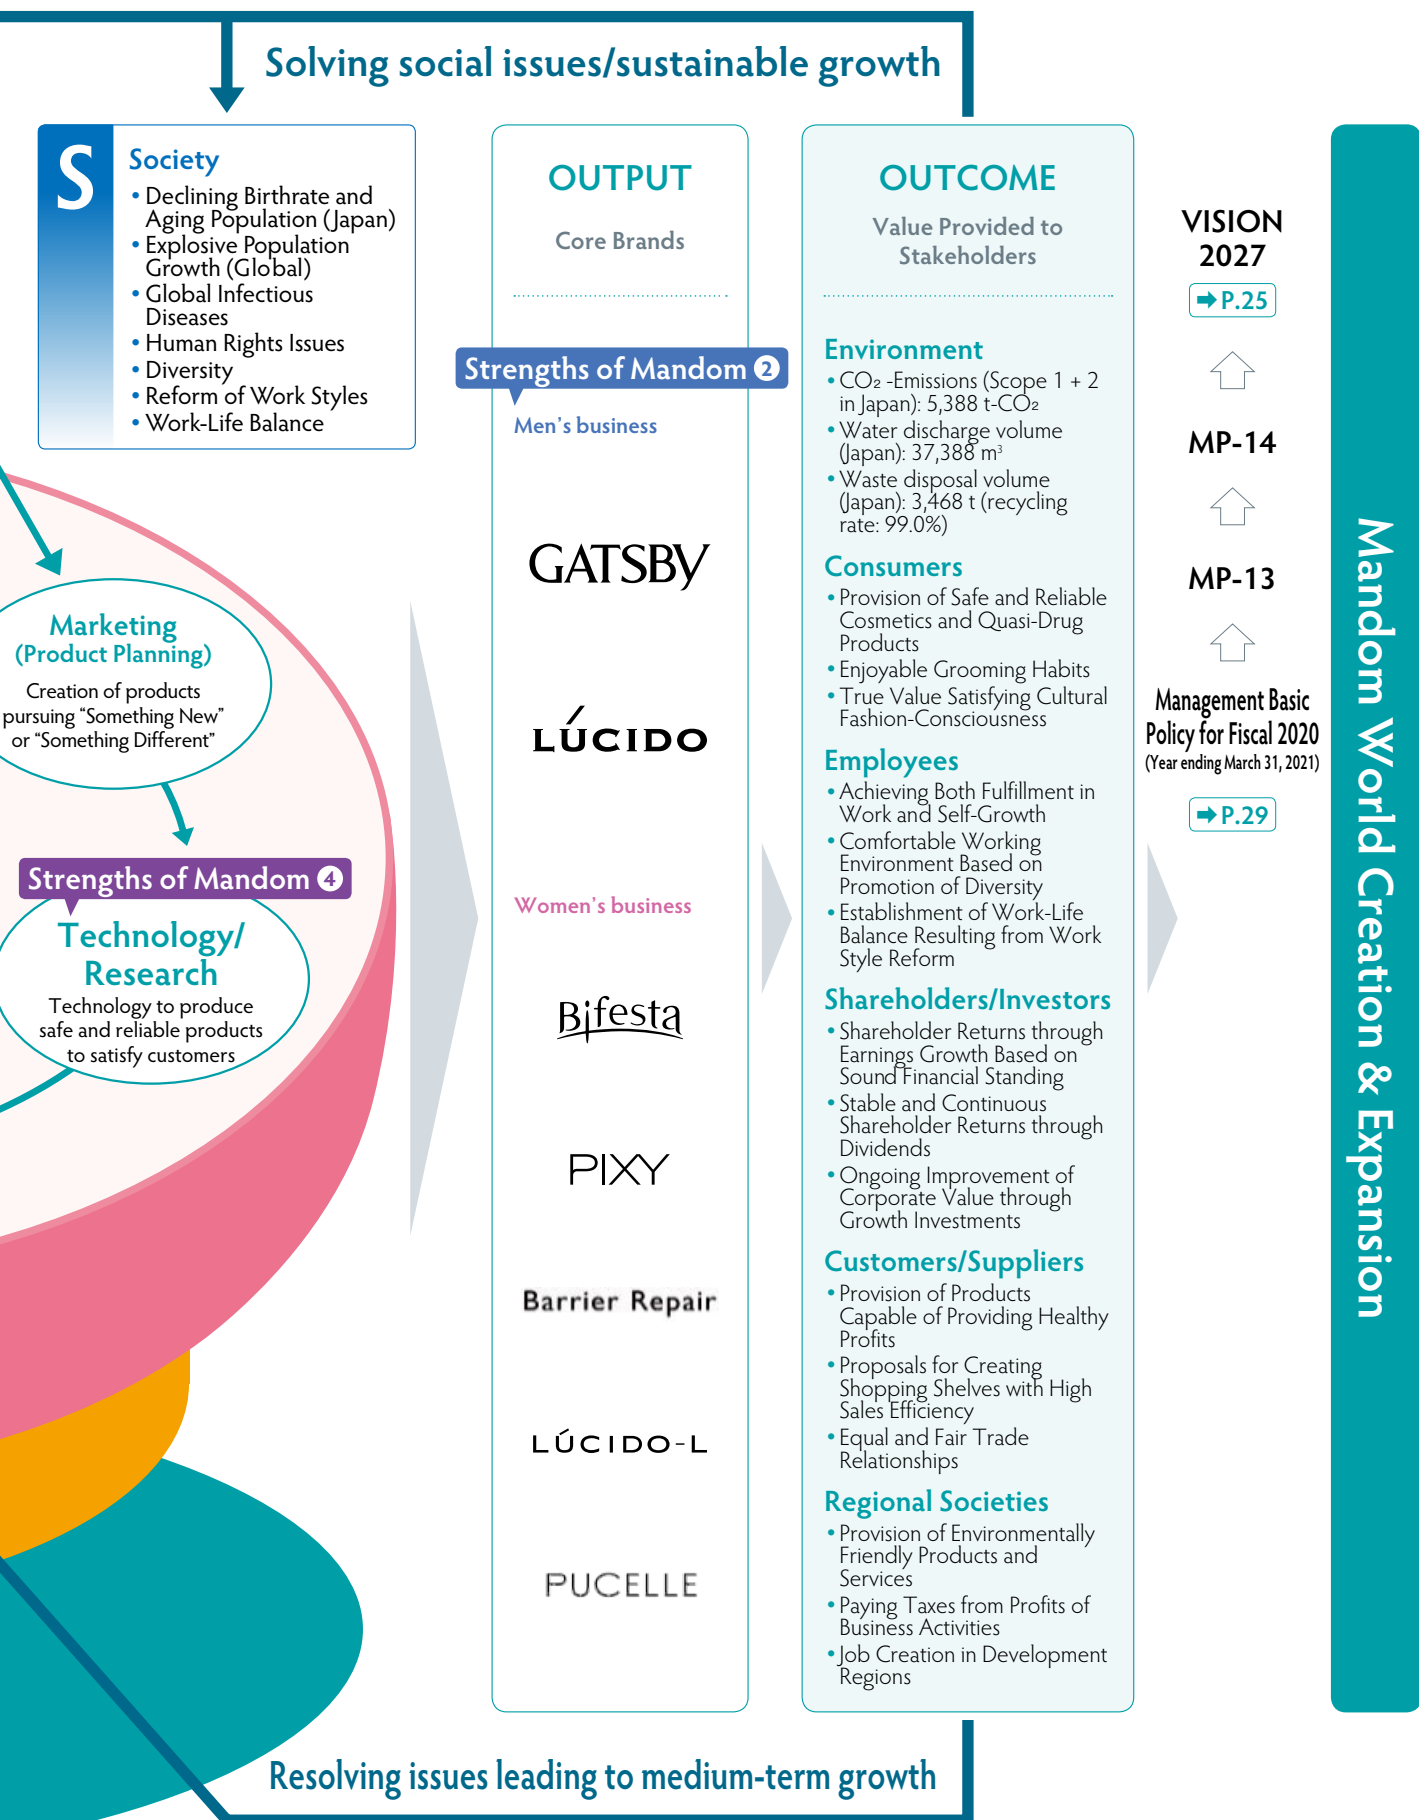 Solving social issues/sustainable growth
S
Society
• Declining Birthrate and
Aging Population (Japan)
• Explosive Population
Growth (Global)
• Global Infectious
Diseases
• Human Rights Issues
• Diversity
• Reform of Work Styles
• Work-Life Balance
Marketing
(Product Planning)
Creation of products
pursuing “Something New”
or “Something Different”
Strengths of Mandom 4
Technology/
Research
Technology to produce
safe and reliable products
to satisfy customers
OUTPUT
Core Brands
Strengths of Mandom 2
Men’s business
GATSBY
LÚCIDO
Women’s business
Bifesta
PIXY
Barrier Repair
LÚCIDO-L
PUCELLE
OUTCOME
Value Provided to
Stakeholders
Environment
• CO₂ -Emissions (Scope 1 + 2
in Japan): 5,388 t-CO₂
• Water discharge volume
(Japan): 37,388 m³
• Waste disposal volume
(Japan): 3,468 t (recycling
rate: 99.0%)
Consumers
• Provision of Safe and Reliable
Cosmetics and Quasi-Drug
Products
• Enjoyable Grooming Habits
• True Value Satisfying Cultural
Fashion-Consciousness
Employees
• Achieving Both Fulfillment in
Work and Self-Growth
• Comfortable Working
Environment Based on
Promotion of Diversity
• Establishment of Work-Life
Balance Resulting from Work
Style Reform
Shareholders/Investors
• Shareholder Returns through
Earnings Growth Based on
Sound Financial Standing
• Stable and Continuous
Shareholder Returns through
Dividends
• Ongoing Improvement of
Corporate Value through
Growth Investments
Customers/Suppliers
• Provision of Products
Capable of Providing Healthy
Profits
• Proposals for Creating
Shopping Shelves with High
Sales Efficiency
• Equal and Fair Trade
Relationships
Regional Societies
• Provision of Environmentally
Friendly Products and
Services
• Paying Taxes from Profits of
Business Activities
• Job Creation in Development
Regions
VISION
2027
➡ P.25
MP-14
MP-13
Management Basic
Policy for Fiscal 2020
(Year ending March 31, 2021)
➡ P.29
Mandom World Creation & Expansion
Resolving issues leading to medium-term growth